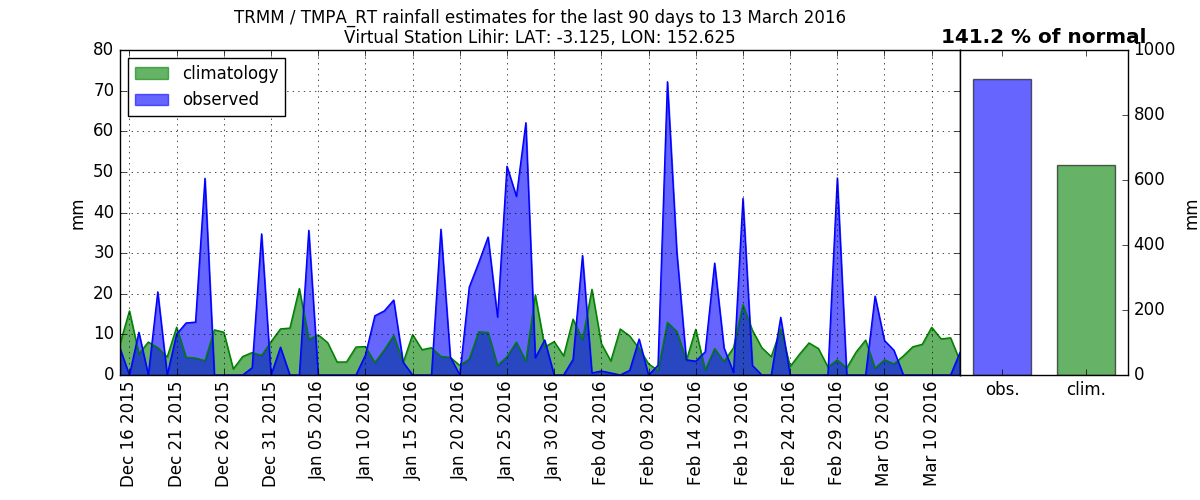 TRMM / TMPA_RT rainfall estimates for the last 90 days to 13 March 2016
Virtual Station Lihir: LAT: -3.125, LON: 152.625
141.2 % of normal
climatology
observed
mm
80
70
60
50
40
30
20
10
0
Dec 16 2015
Dec 21 2015
Dec 26 2015
Dec 31 2015
Jan 05 2016
Jan 10 2016
Jan 15 2016
Jan 20 2016
Jan 25 2016
Jan 30 2016
Feb 04 2016
Feb 09 2016
Feb 14 2016
Feb 19 2016
Feb 24 2016
Feb 29 2016
Mar 05 2016
Mar 10 2016
1000
800
600
400
200
0
mm
obs.
clim.